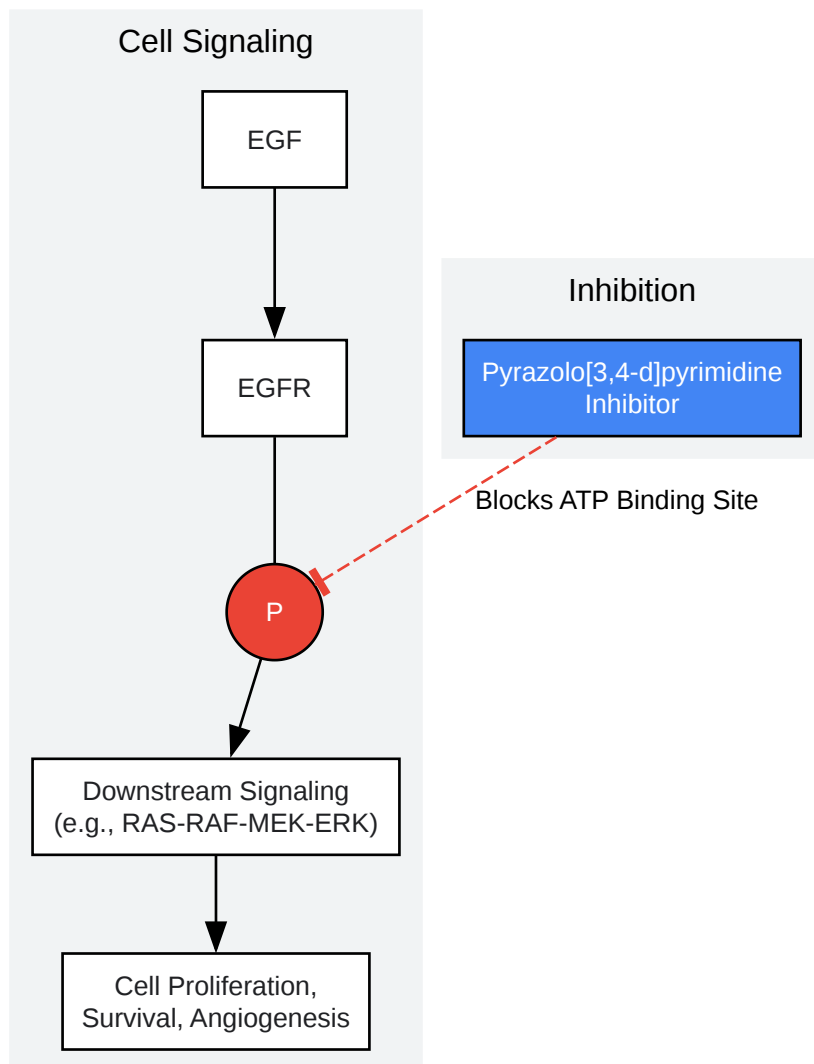 Cell Signaling
EGF
Inhibition
EGFR
Pyrazolo[3,4-d]pyrimidine
Inhibitor
Blocks ATP Binding Site
P
Downstream Signaling
(e.g., RAS-RAF-MEK-ERK)
Cell Proliferation,
Survival, Angiogenesis